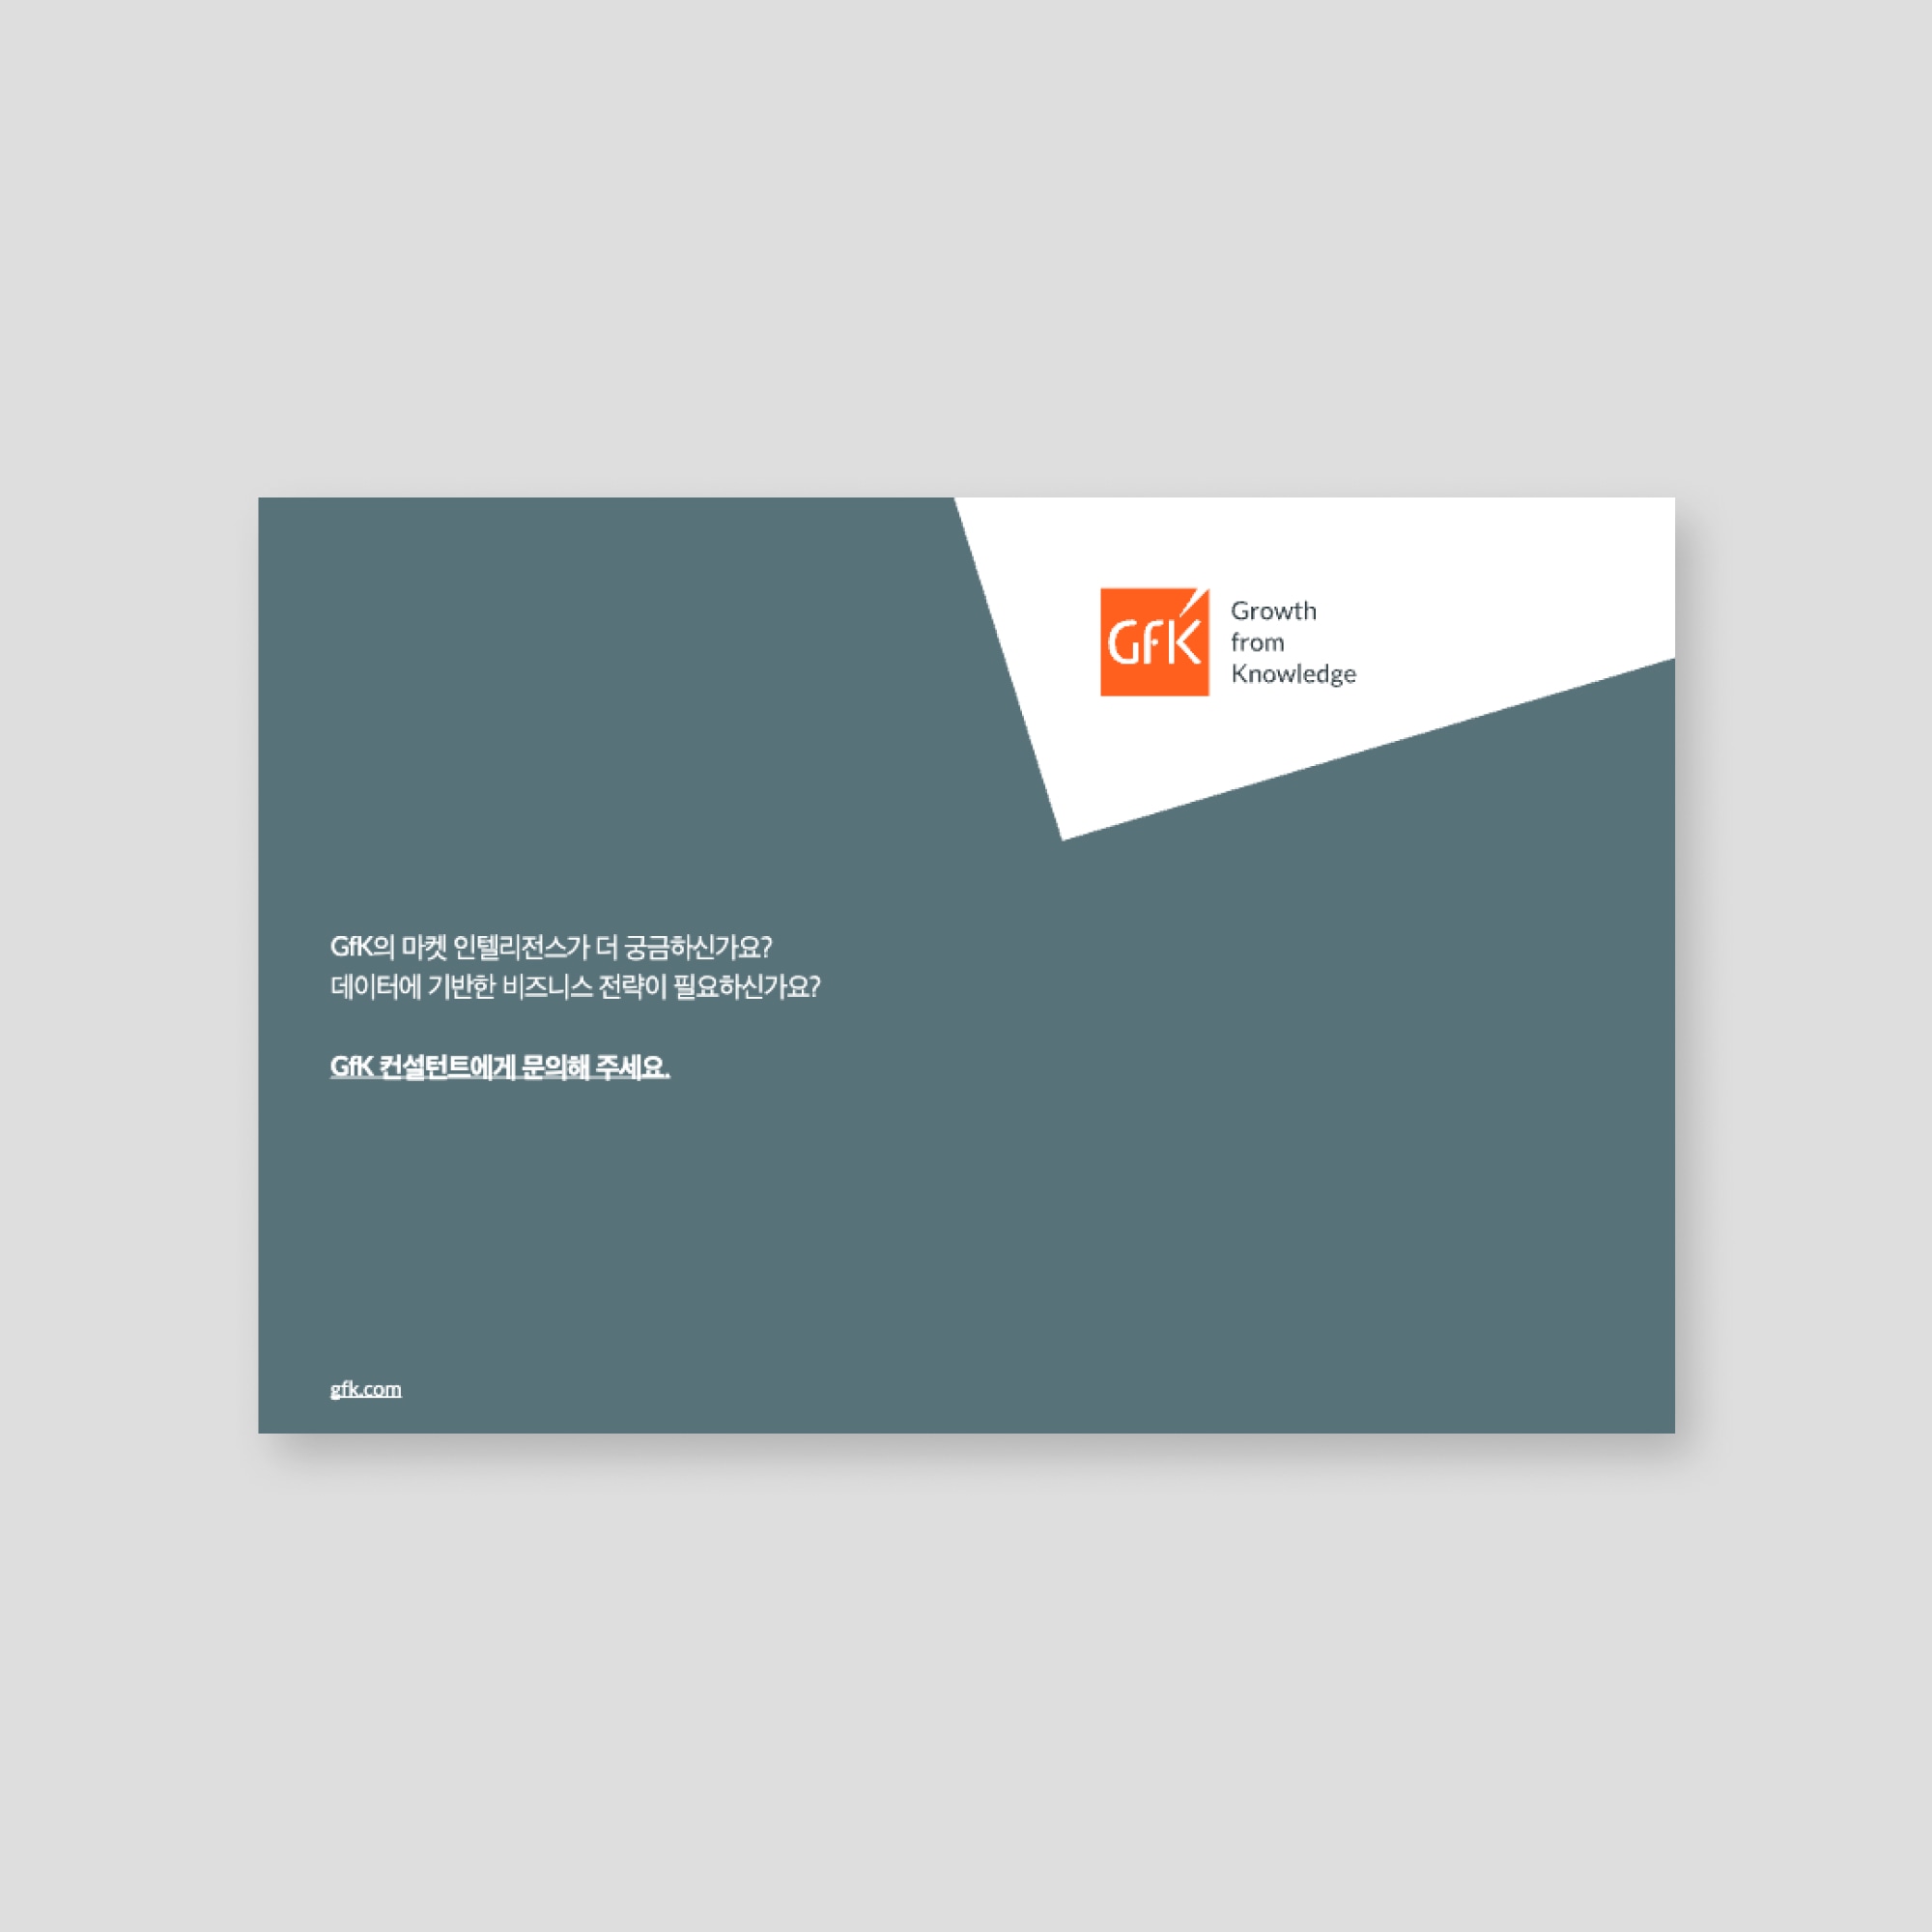 GfK
Growth
from
Knowledge
GfK의 마켓 인텔리전스가 더 궁금하신가요?
데이터에 기반한 비즈니스 전략이 필요하신가요?
GfK 컨설턴트에게 문의해 주세요.
gfk.com